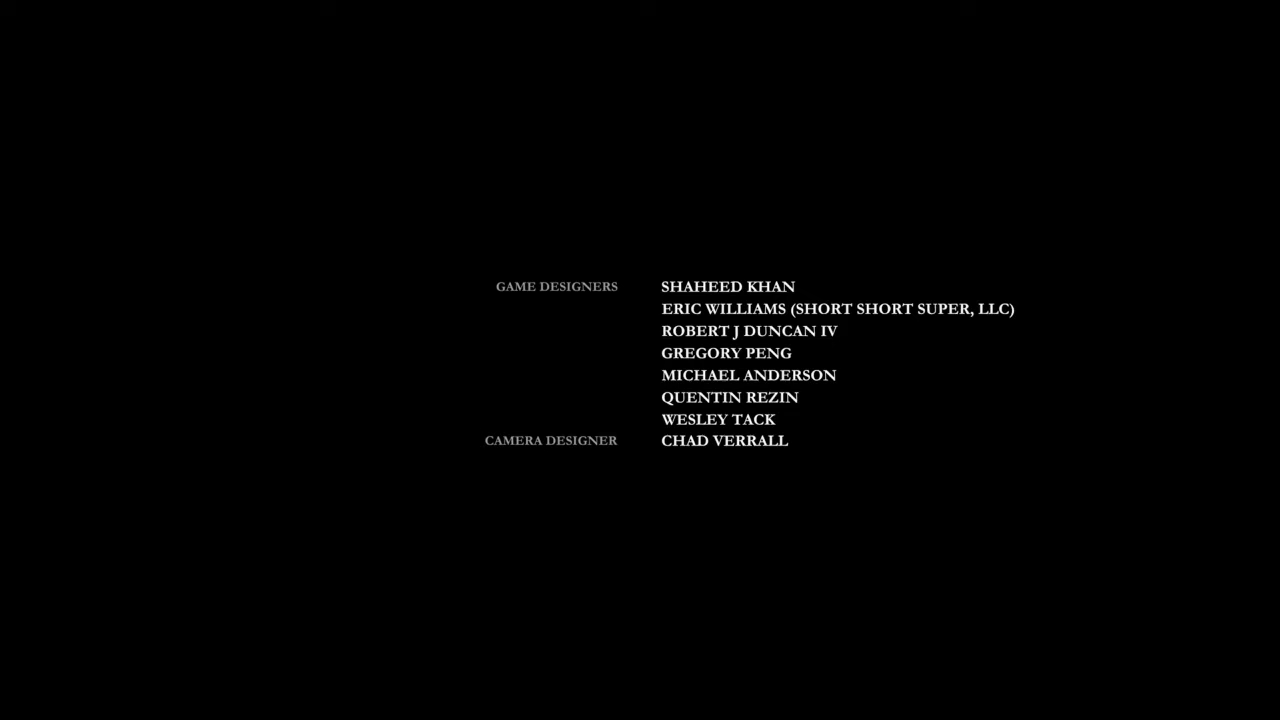 GAME DESIGNERS SHAHEED KHAN
ERIC WILLIAMS (SHORT SHORT SUPER, LLC)
ROBERT J DUNCAN IV
GREGORY PENG
MICHAEL ANDERSON
QUENTIN REZIN
WESLEY TACK
CAMERA DESIGNER CHAD VERRALL